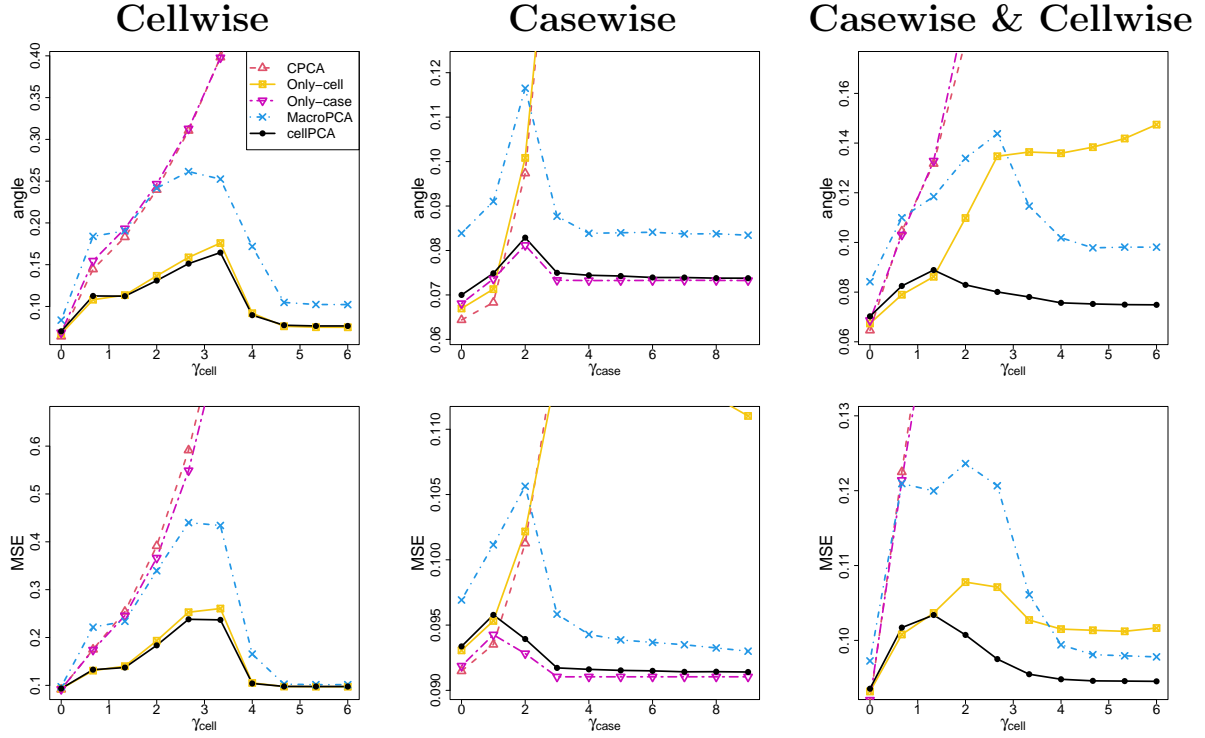 Cellwise
Casewise
Casewise & Cellwise
angle
0.40
0.35
0.30
0.25
0.20
0.15
0.10
0 1 2 3 4 5 6
γcell
CPCA
Only−cell
Only−case
MacroPCA
cellPCA
angle
0.12
0.11
0.10
0.09
0.08
0.07
0.06
0 2 4 6 8
γcase
angle
0.16
0.14
0.12
0.10
0.08
0.06
0 1 2 3 4 5 6
γcell
MSE
0.6
0.5
0.4
0.3
0.2
0.1
0 1 2 3 4 5 6
γcell
MSE
0.110
0.105
0.100
0.095
0.090
0 2 4 6 8
γcase
MSE
0.13
0.12
0.11
0.10
0 1 2 3 4 5 6
γcell